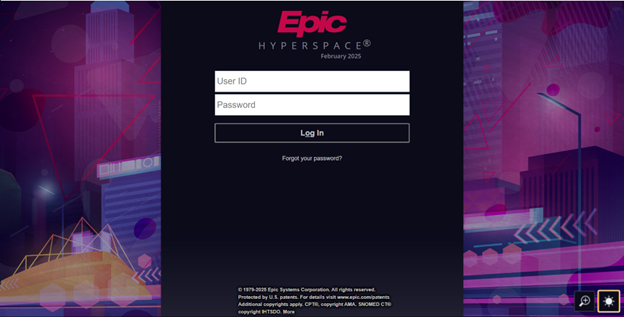 Epic
HYPERSPACE®
February 2025
User ID
Password
Log In
Forgot your password?
© 1979-2025 Epic Systems Corporation. All rights reserved.
Protected by U.S. patents. For details visit www.epic.com/patents
Additional copyrights apply. CPT®, copyright AMA. SNOMED CT®
copyright IHTSDO. More